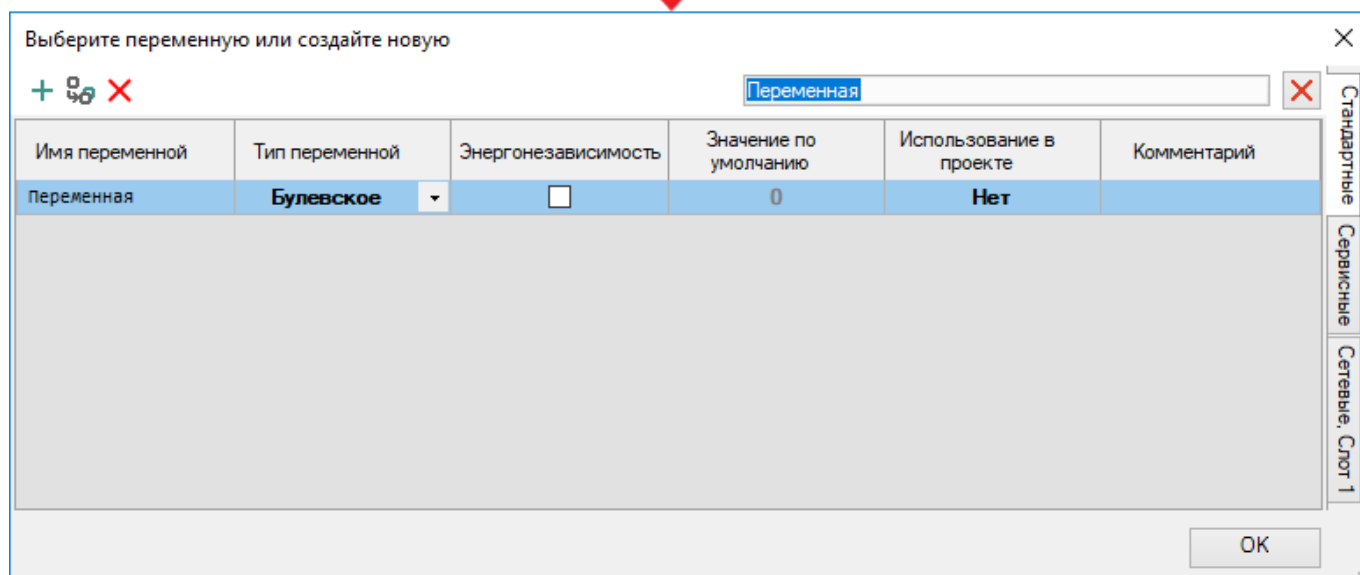 Выберите переменную или создайте новую
Переменная
Имя переменной
Тип переменной
Энергонезависимость
Значение по
умолчанию
Использование в
проекте
Комментарий
Переменная
Булевское
0
Нет
Стандартные
Сервисные
Сетевые, Слот 1
OK